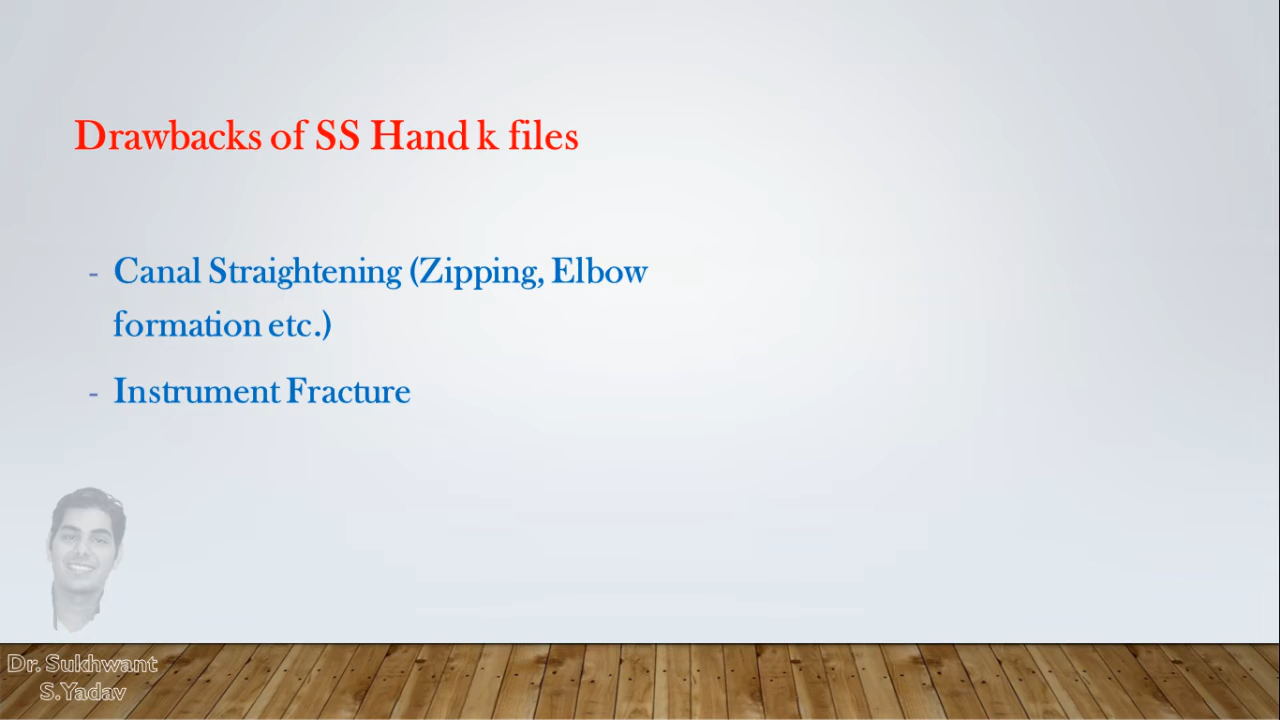 Drawbacks of SS Hand k files
- Canal Straightening (Zipping, Elbow
formation etc.)
- Instrument Fracture
Dr. Sukhwant
S.Yadav